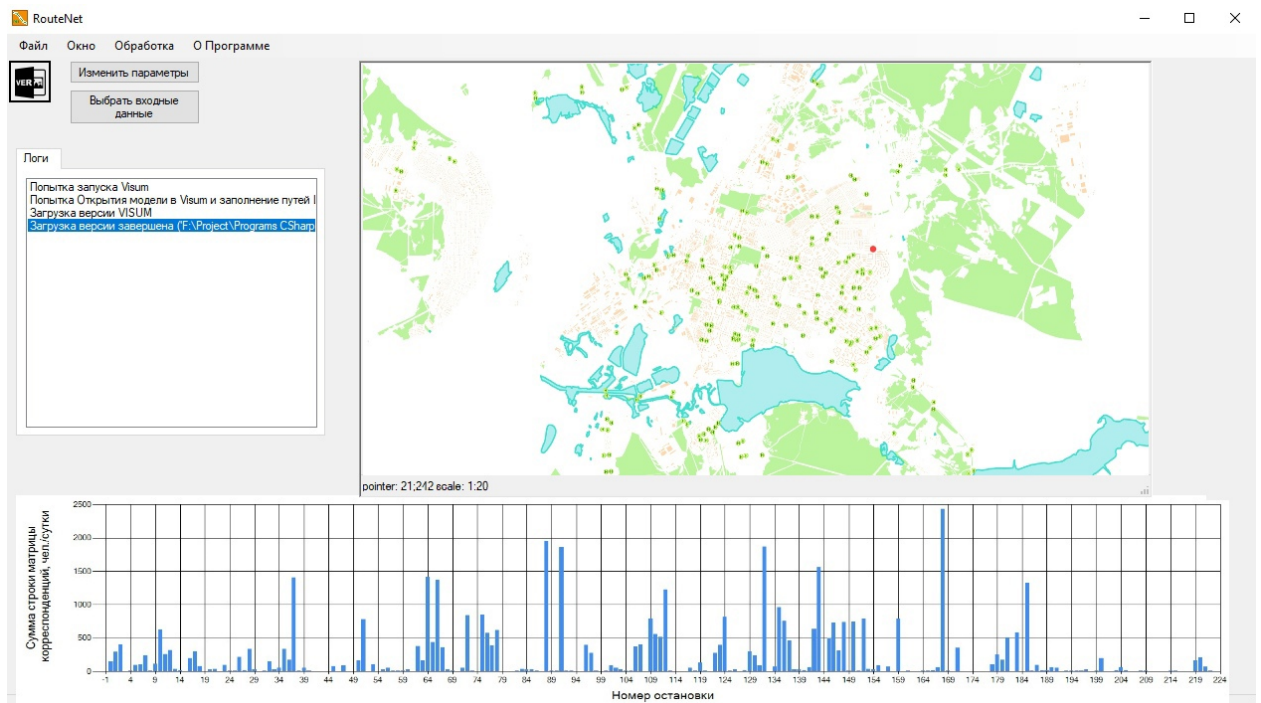 RouteNet
Файл Окно Обработка О Программе
VER
Изменить параметры
Выбрать входные
данные
Логи
Попытка запуска Visum
Попытка Открытия модели в Visum и заполнение путей I
Загрузка версии VISUM
Загрузка версии завершена ('F:\Project\Programs CSharp
pointer: 21;242 scale: 1:20
Сумма строки матрицы
корреспонденций, чел./сутки
2500
2000
1500
1000
500
0
-1 4 9 14 19 24 29 34 39 44 49 54 59 64 69 74 79 84 89 94 99 104 109 114 119 124 129 134 139 144 149 154 159 164 169 174 179 184 189 194 199 204 209 214 219 224
Номер остановки